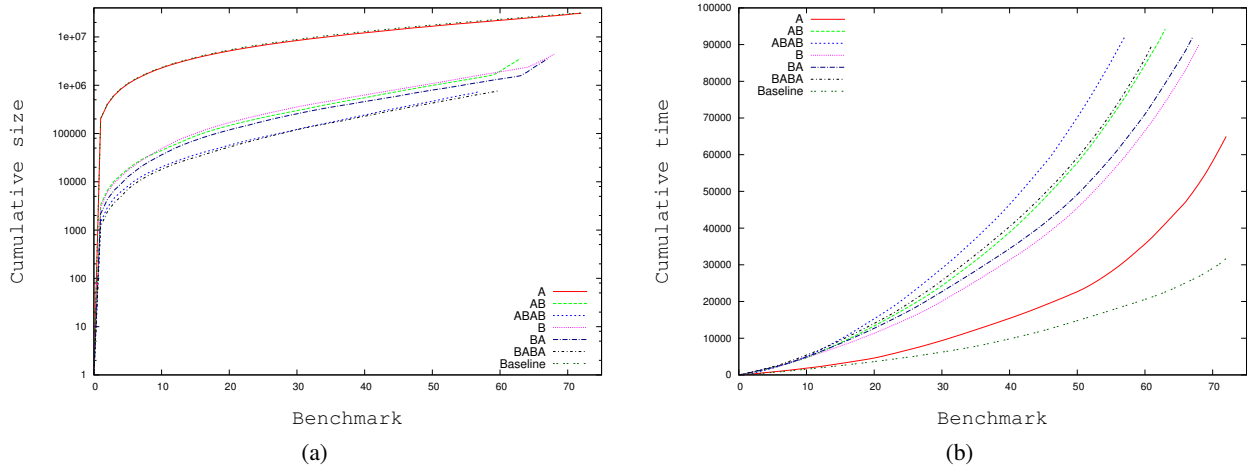 Cumulative size
1e+07
1e+06
100000
10000
1000
100
10
1
0
10
20
30
40
50
60
70
A
AB
ABAB
B
BA
BABA
Baseline
Benchmark
(a)
Cumulative time
100000
90000
80000
70000
60000
50000
40000
30000
20000
10000
0
0
10
20
30
40
50
60
70
A
AB
ABAB
B
BA
BABA
Baseline
Benchmark
(b)